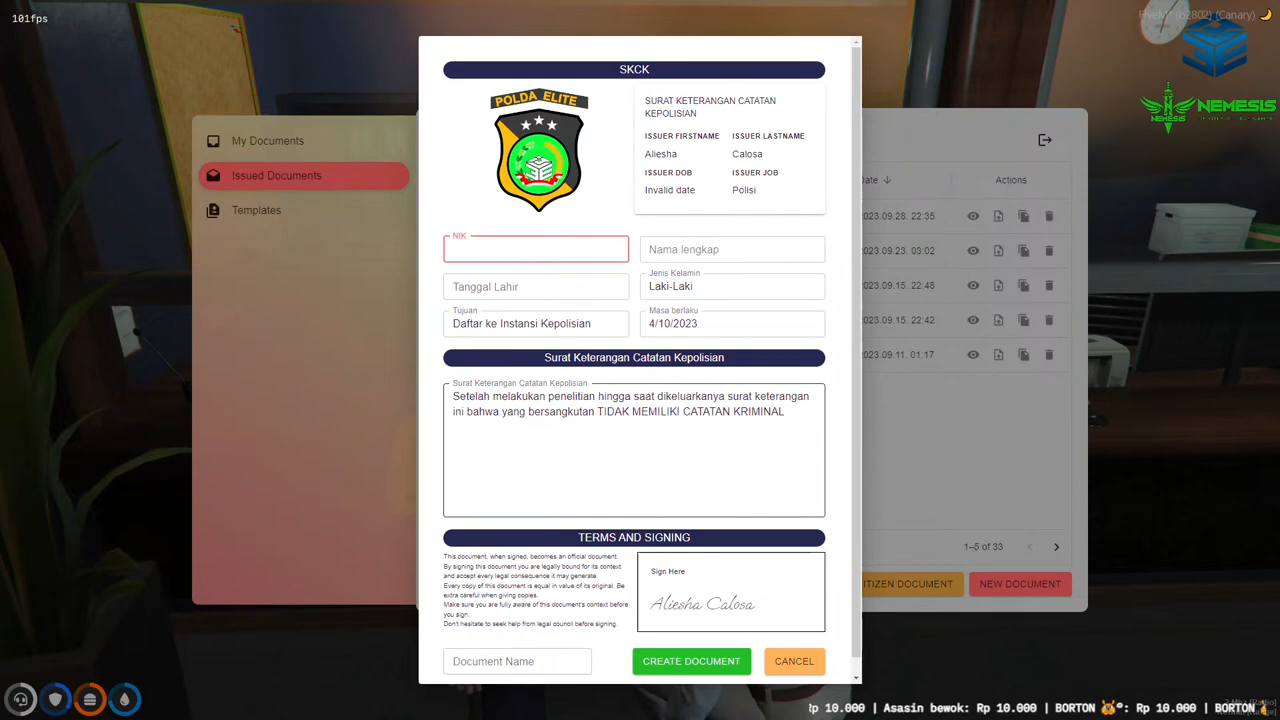 101fps
FiveM® (b2802) (Canary)
SKCK
POLDA ELITE
SURAT KETERANGAN CATATAN
KEPOLISIAN
ISSUER FIRSTNAME ISSUER LASTNAME
Aliesha Calosa
ISSUER DOB ISSUER JOB
Invalid date Polisi
NEMESIS
NEMESIS
My Documents
Issued Documents
Templates
Date Actions
2023.09.28. 22:35
2023.09.23, 03:02
2023.09.15. 22:48
2023.09.15. 22:42
2023.09.11. 01:17
NIK
Nama lengkap
Tanggal Lahir
Jenis Kelamin
Laki-Laki
Tujuan
Daftar ke Instansi Kepolisian
Masa berlaku
4/10/2023
Surat Keterangan Catatan Kepolisian
Surat Keterangan Catatan Kepolisian
Setelah melakukan penelitian hingga saat dikeluarkanya surat keterangan
ini bahwa yang bersangkutan TIDAK MEMILIKI CATATAN KRIMINAL
TERMS AND SIGNING
This document, when signed, becomes an official document.
By signing this document you are legally bound for its context
and accept every legal consequence it may generate.
Every copy of this document is equal in value of its original. Be
extra careful when giving copies.
Make sure you are fully aware of this document's context before
you sign.
Don't hesitate to seek help from legal council before signing.
Sign Here
Aliesha Calosa
1–5 of 33
ITIZEN DOCUMENT NEW DOCUMENT
Document Name
CREATE DOCUMENT
CANCEL
Rp 10.000 | Asasin bewok: Rp 10.000 | BORTON : Rp 10.000 | BORTON